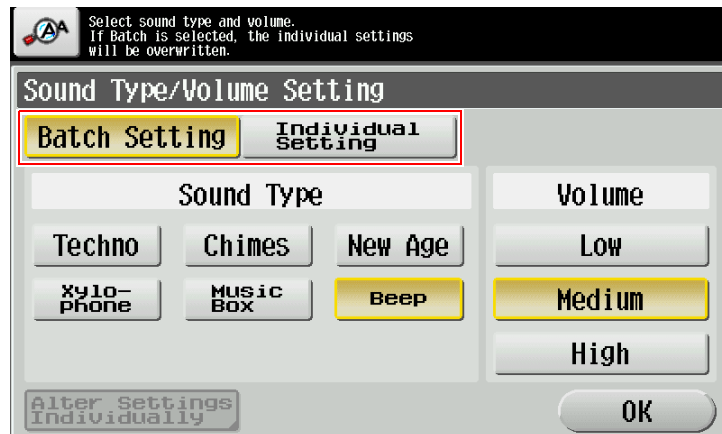 Select sound type and volume.
If Batch is selected, the individual settings
will be overwritten.
Sound Type/Volume Setting
Batch Setting
Individual
Setting
Sound Type
Volume
Techno
Chimes
New Age
Low
Xylo-
phone
Music
Box
Beep
Medium
High
Alter Settings
Individually
OK